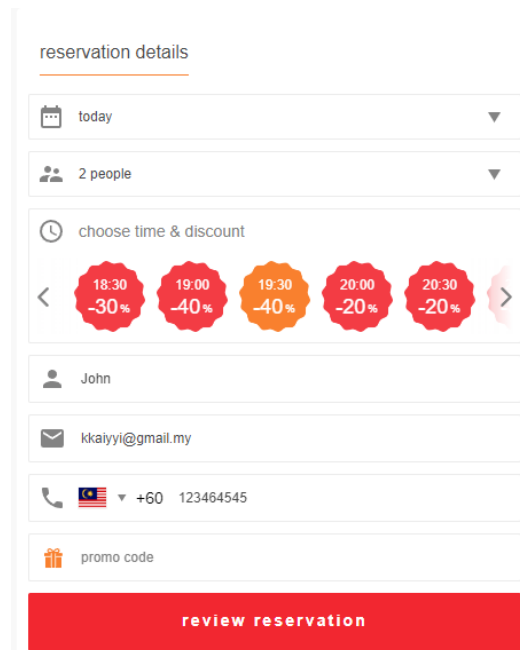 reservation details
today
2 people
choose time & discount
18:30 19:00 19:30 20:00 20:30
-30% -40% -40% -20% -20%
John
kkaiyyi@gmail.my
+60 123464545
promo code
review reservation